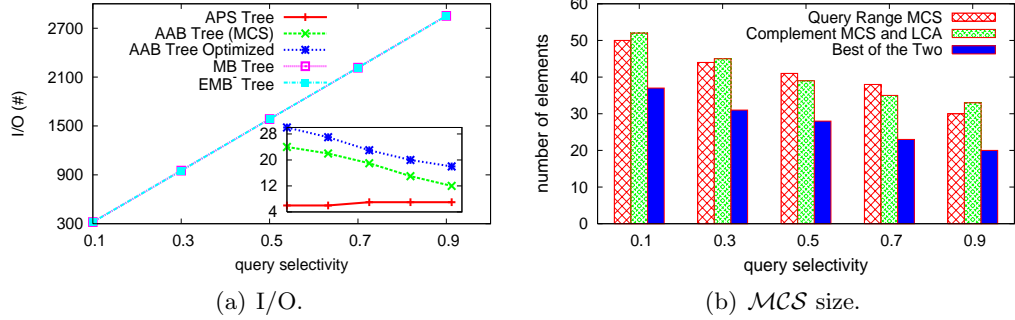 APS Tree
AAB Tree (MCS)
AAB Tree Optimized
MB Tree
EMB⁻ Tree
I/O (#)
2700
2100
1500
900
300
28
20
12
4
0.1 0.3 0.5 0.7 0.9
query selectivity
(a) I/O.
Query Range MCS
Complement MCS and LCA
Best of the Two
number of elements
60
50
40
30
20
10
0
0.1 0.3 0.5 0.7 0.9
query selectivity
(b) MCS size.